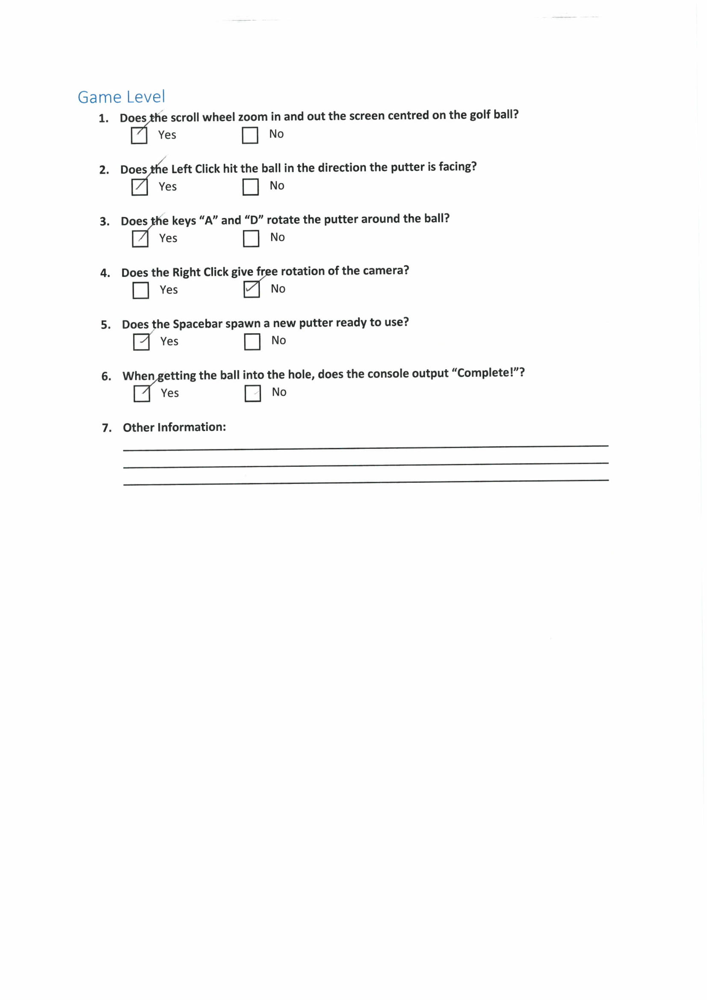 Game Level
1. Does the scroll wheel zoom in and out the screen centred on the golf ball?
Yes No
2. Does the Left Click hit the ball in the direction the putter is facing?
Yes No
3. Does the keys “A” and “D” rotate the putter around the ball?
Yes No
4. Does the Right Click give free rotation of the camera?
Yes No
5. Does the Spacebar spawn a new putter ready to use?
Yes No
6. When getting the ball into the hole, does the console output “Complete!”?
Yes No
7. Other Information: